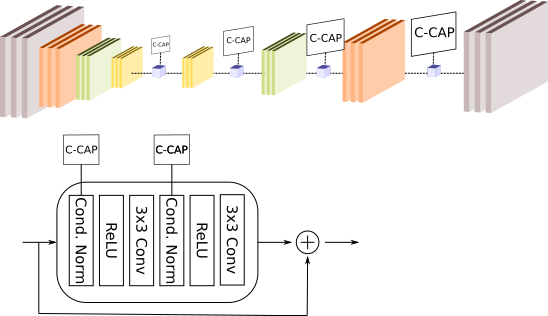 C-CAP
C-CAP
C-CAP
C-CAP
C-CAP
C-CAP
Cond. Norm
ReLU
3x3 Conv
Cond. Norm
ReLU
3x3 Conv